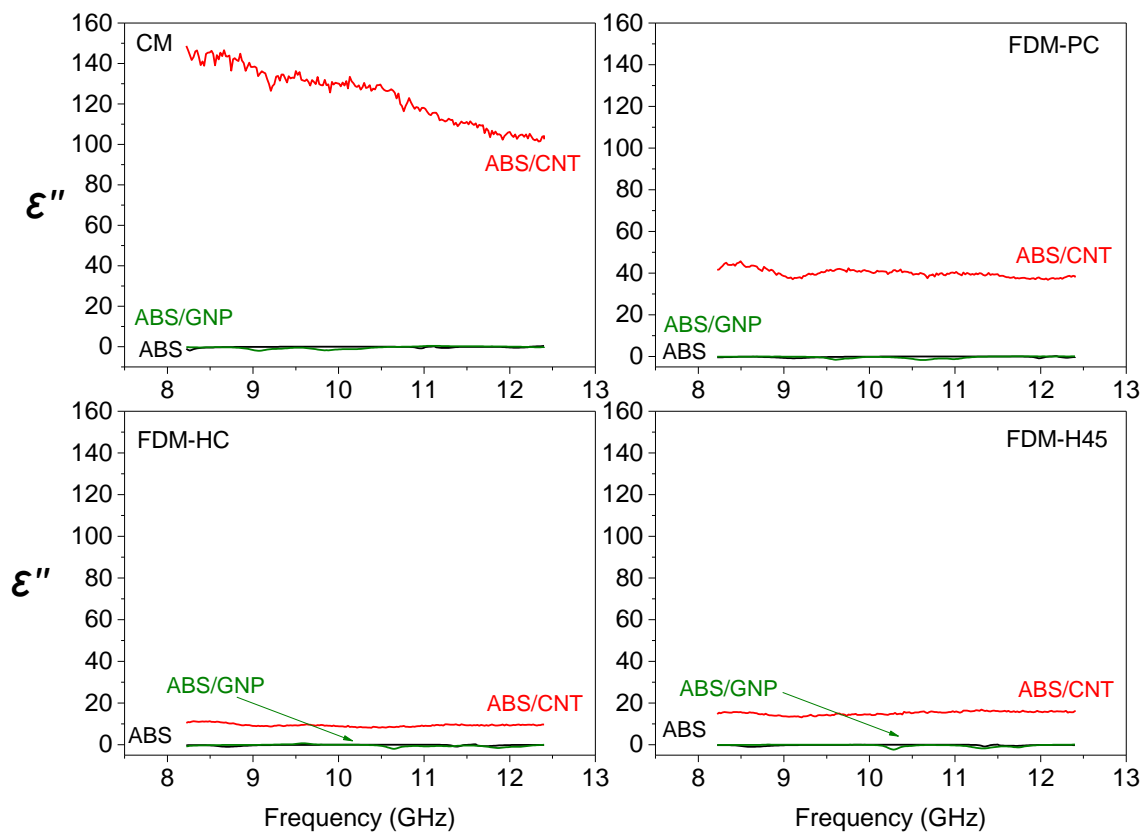 160
140
120
100
80
60
40
20
0
CM
ABS/CNT
ABS/GNP
ABS
8 9 10 11 12 13
ε″
160
140
120
100
80
60
40
20
0
FDM-PC
ABS/CNT
ABS/GNP
ABS
8 9 10 11 12 13
160
140
120
100
80
60
40
20
0
FDM-HC
ABS/GNP
ABS/CNT
ABS
8 9 10 11 12 13
Frequency (GHz)
ε″
160
140
120
100
80
60
40
20
0
FDM-H45
ABS/GNP
ABS/CNT
ABS
8 9 10 11 12 13
Frequency (GHz)